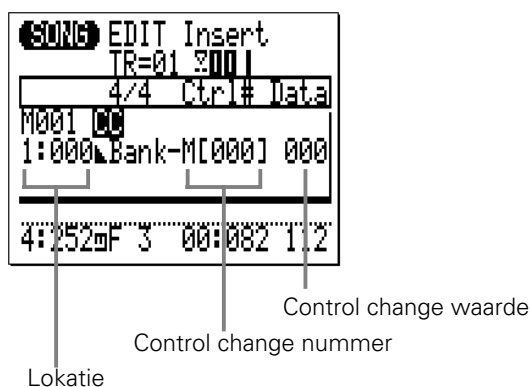 SONG EDIT Insert
TR=01
4/4 Ctrl# Data
M001 CC
1:000 Bank-M[000] 000
4:252 F 3 00:082 112
Control change waarde
Control change nummer
Lokatie